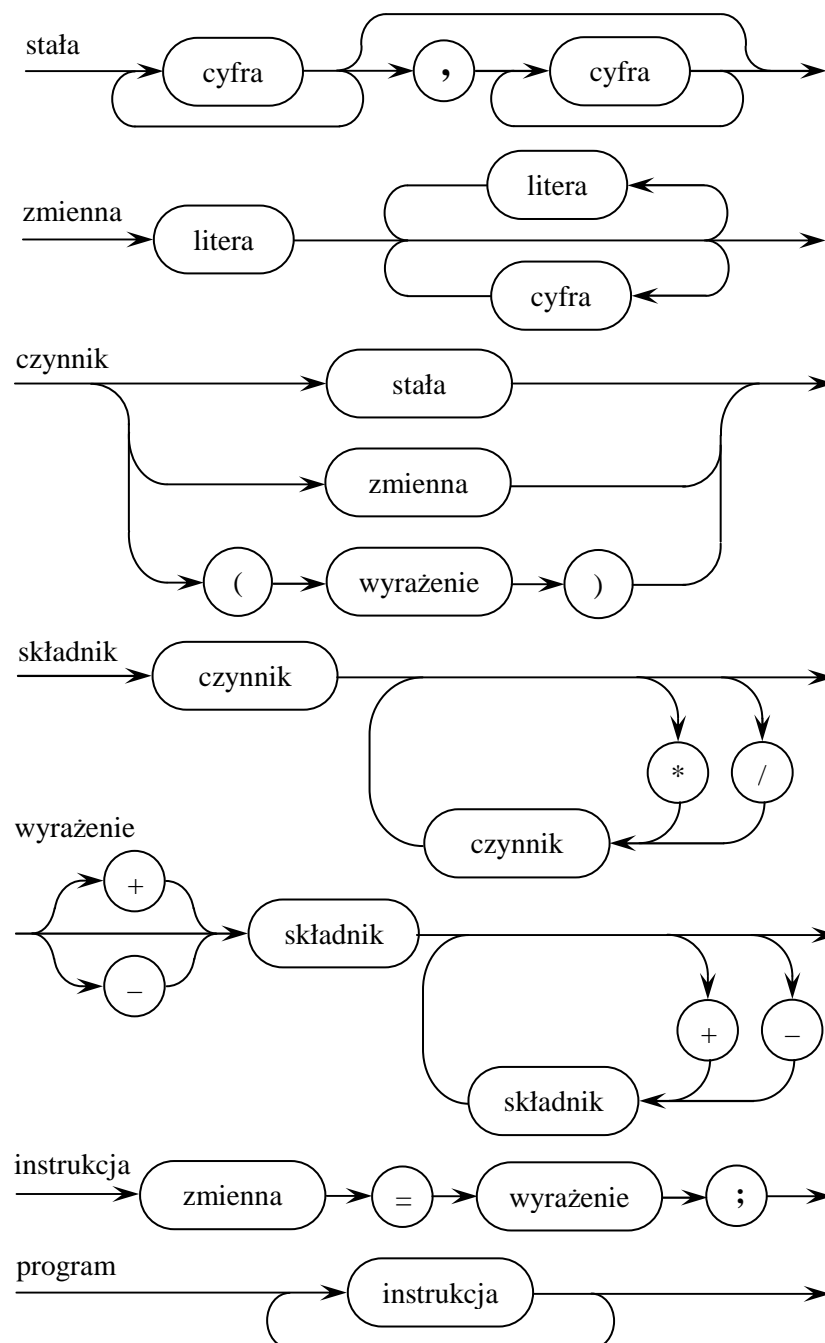 stała
cyfra , cyfra
litera
zmienna
litera
cyfra
czynnik
stała
zmienna
( wyrażenie )
składnik
czynnik
* /
czynnik
wyrażenie
+
składnik
–
+ –
składnik
instrukcja
zmienna = wyrażenie ;
program
instrukcja